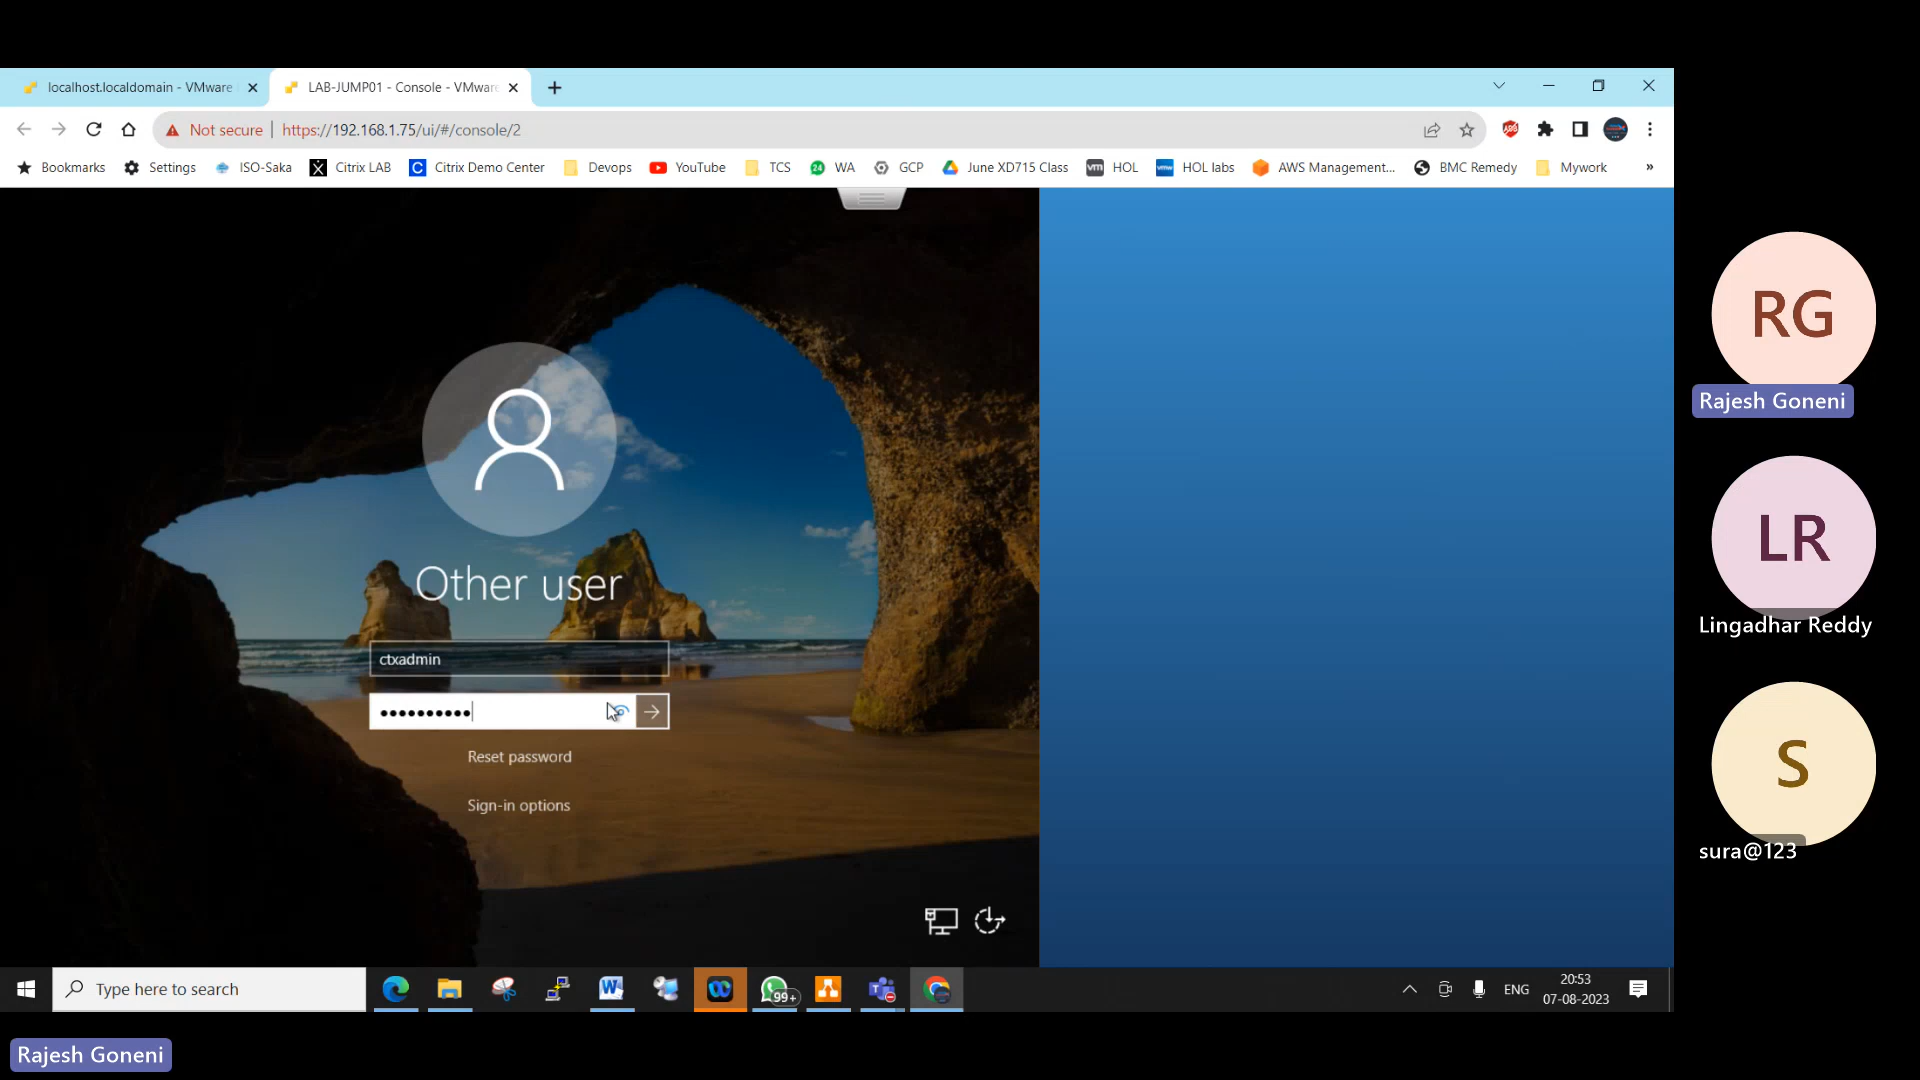 localhost.localdomain - VMware
LAB-JUMP01 - Console - VMware
Not secure
https://192.168.1.75/ui/#/console/2
Bookmarks
Settings
ISO-Saka
Citrix LAB
Citrix Demo Center
Devops
YouTube
TCS
WA
GCP
June XD715 Class
HOL
HOL labs
AWS Management...
BMC Remedy
Mywork
»
Other user
ctxadmin
Reset password
Sign-in options
RG
Rajesh Goneni
LR
Lingadhar Reddy
S
sura@123
Type here to search
99+
ENG
20:53
07-08-2023
Rajesh Goneni